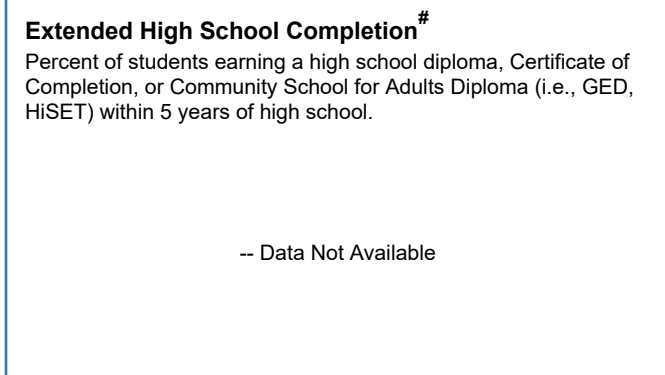 Extended High School Completion#
Percent of students earning a high school diploma, Certificate of
Completion, or Community School for Adults Diploma (i.e., GED,
HiSET) within 5 years of high school.
-- Data Not Available